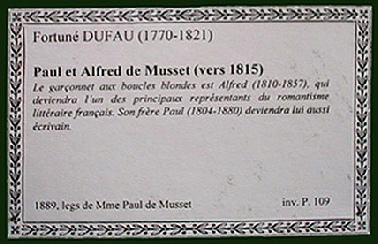 Fortuné DUFAU (1770-1821)
Paul et Alfred de Musset (vers 1815)
Le garçonnet aux boucles blondes est Alfred (1810-1857), qui
deviendra l'un des principaux représentants du romantisme
littéraire français. Son frère Paul (1804-1880) deviendra lui aussi
écrivain.
1889, legs de Mme Paul de Musset inv. P. 109